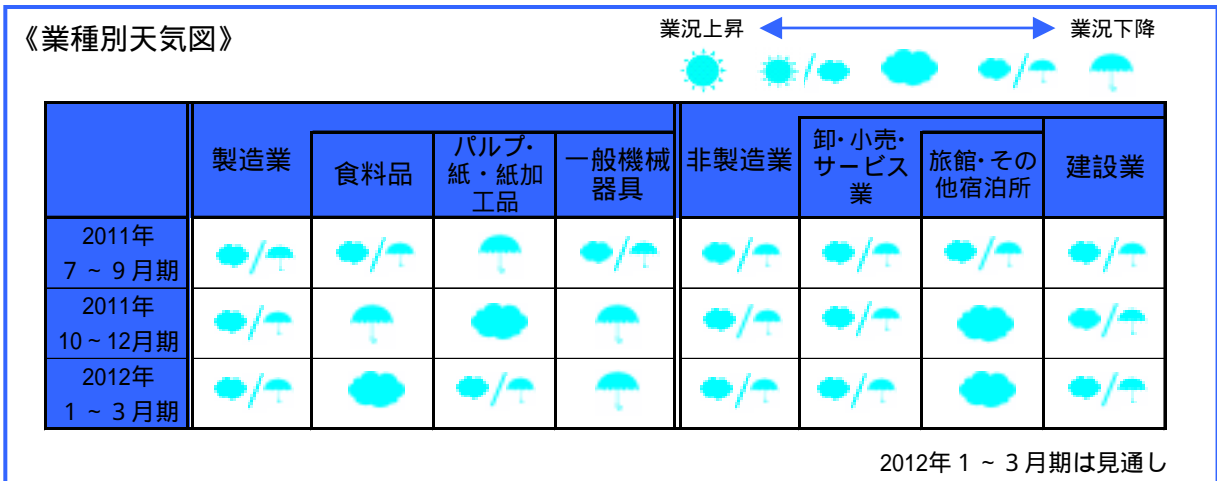 《業種別天気図》
業況上昇
業況下降
製造業
食料品
パルプ・
紙・紙加
工品
一般機械
器具
非製造業
卸・小売・
サービス
業
旅館・その
他宿泊所
建設業
2011年
7 ~ 9 月期
2011年
10 ~ 12月期
2012年
1 ~ 3 月期
2012年 1 ~ 3 月期は見通し